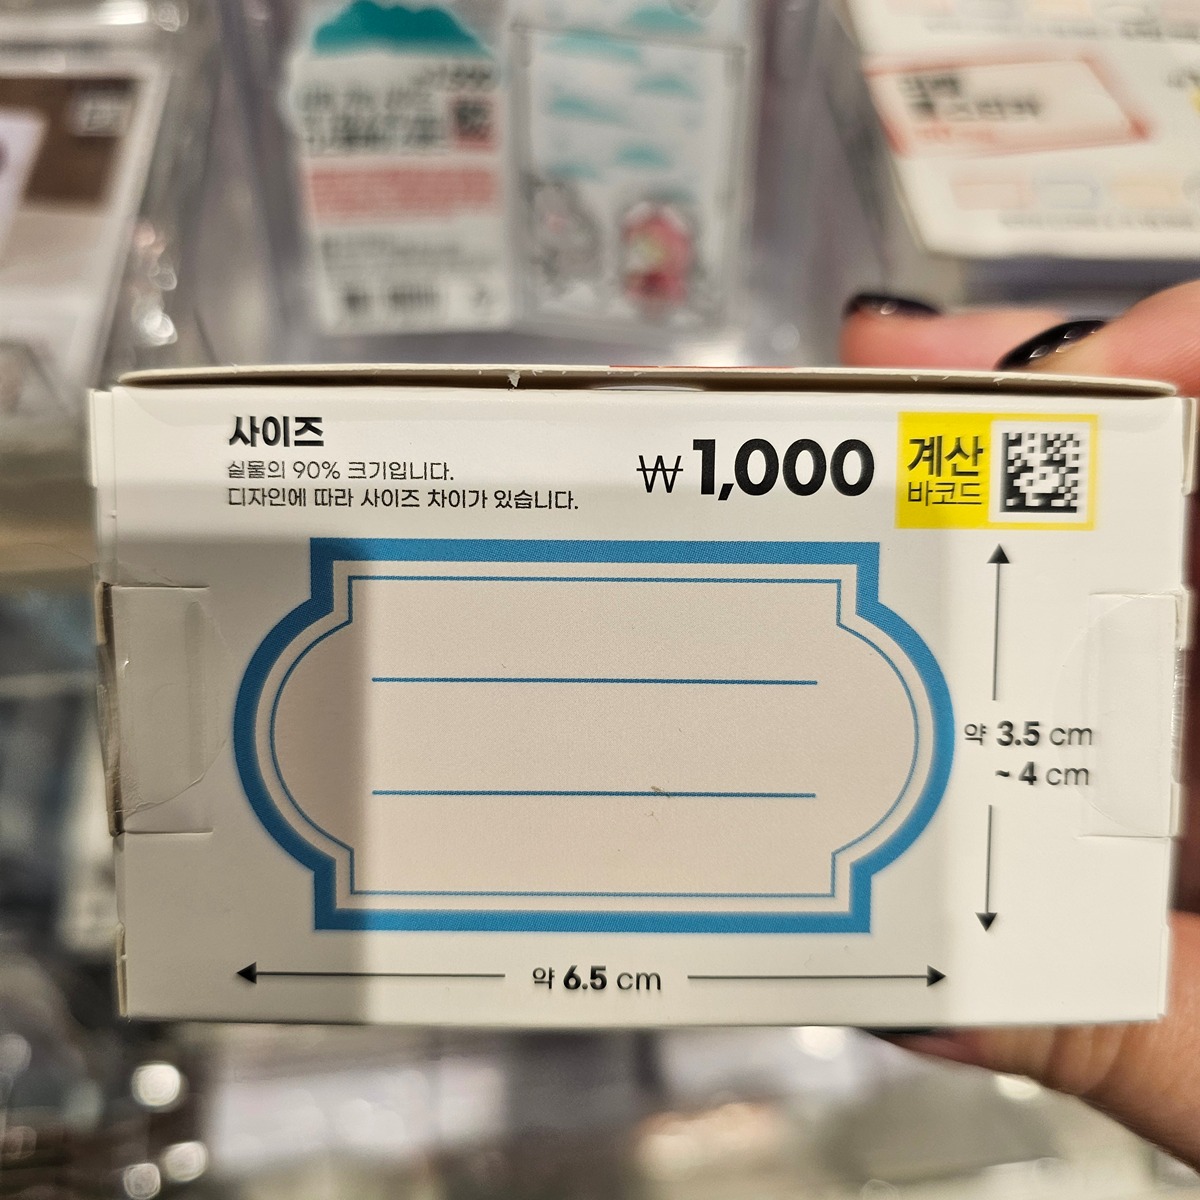 사이즈
실물의 90% 크기입니다.
디자인에 따라 사이즈 차이가 있습니다.
₩1,000
계산
바코드
약 3.5 cm
~ 4 cm
약 6.5 cm